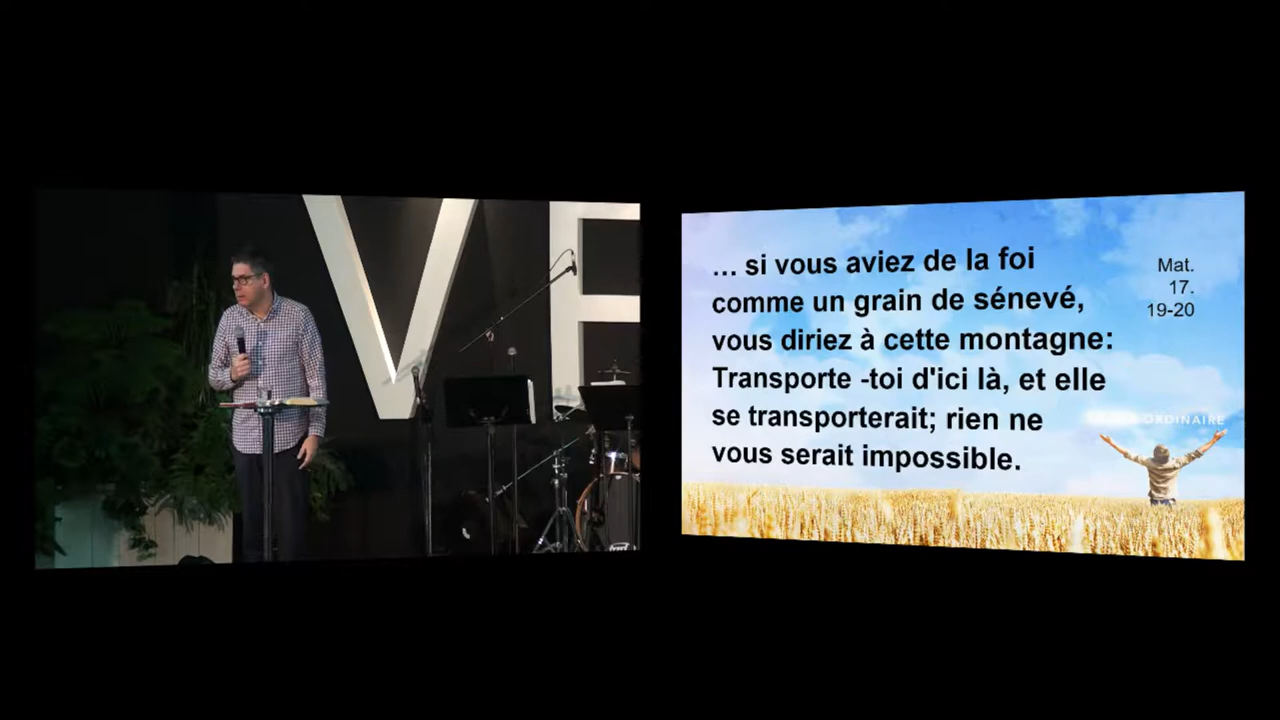 VE
… si vous aviez de la foi
comme un grain de sénevé,
vous diriez à cette montagne:
Transporte -toi d'ici là, et elle
se transporterait; rien ne
vous serait impossible.
Mat.
17.
19-20
ORDINAIRE